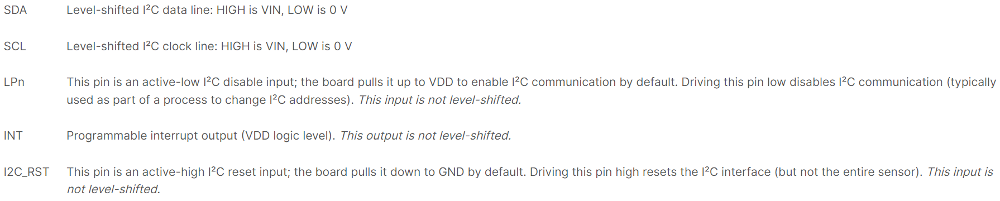 SDA Level-shifted I²C data line: HIGH is VIN, LOW is 0 V
SCL Level-shifted I²C clock line: HIGH is VIN, LOW is 0 V
LPn This pin is an active-low I²C disable input; the board pulls it up to VDD to enable I²C communication by default. Driving this pin low disables I²C communication (typically
used as part of a process to change I²C addresses). This input is not level-shifted.
INT Programmable interrupt output (VDD logic level). This output is not level-shifted.
I2C_RST This pin is an active-high I²C reset input; the board pulls it down to GND by default. Driving this pin high resets the I²C interface (but not the entire sensor). This input is
not level-shifted.